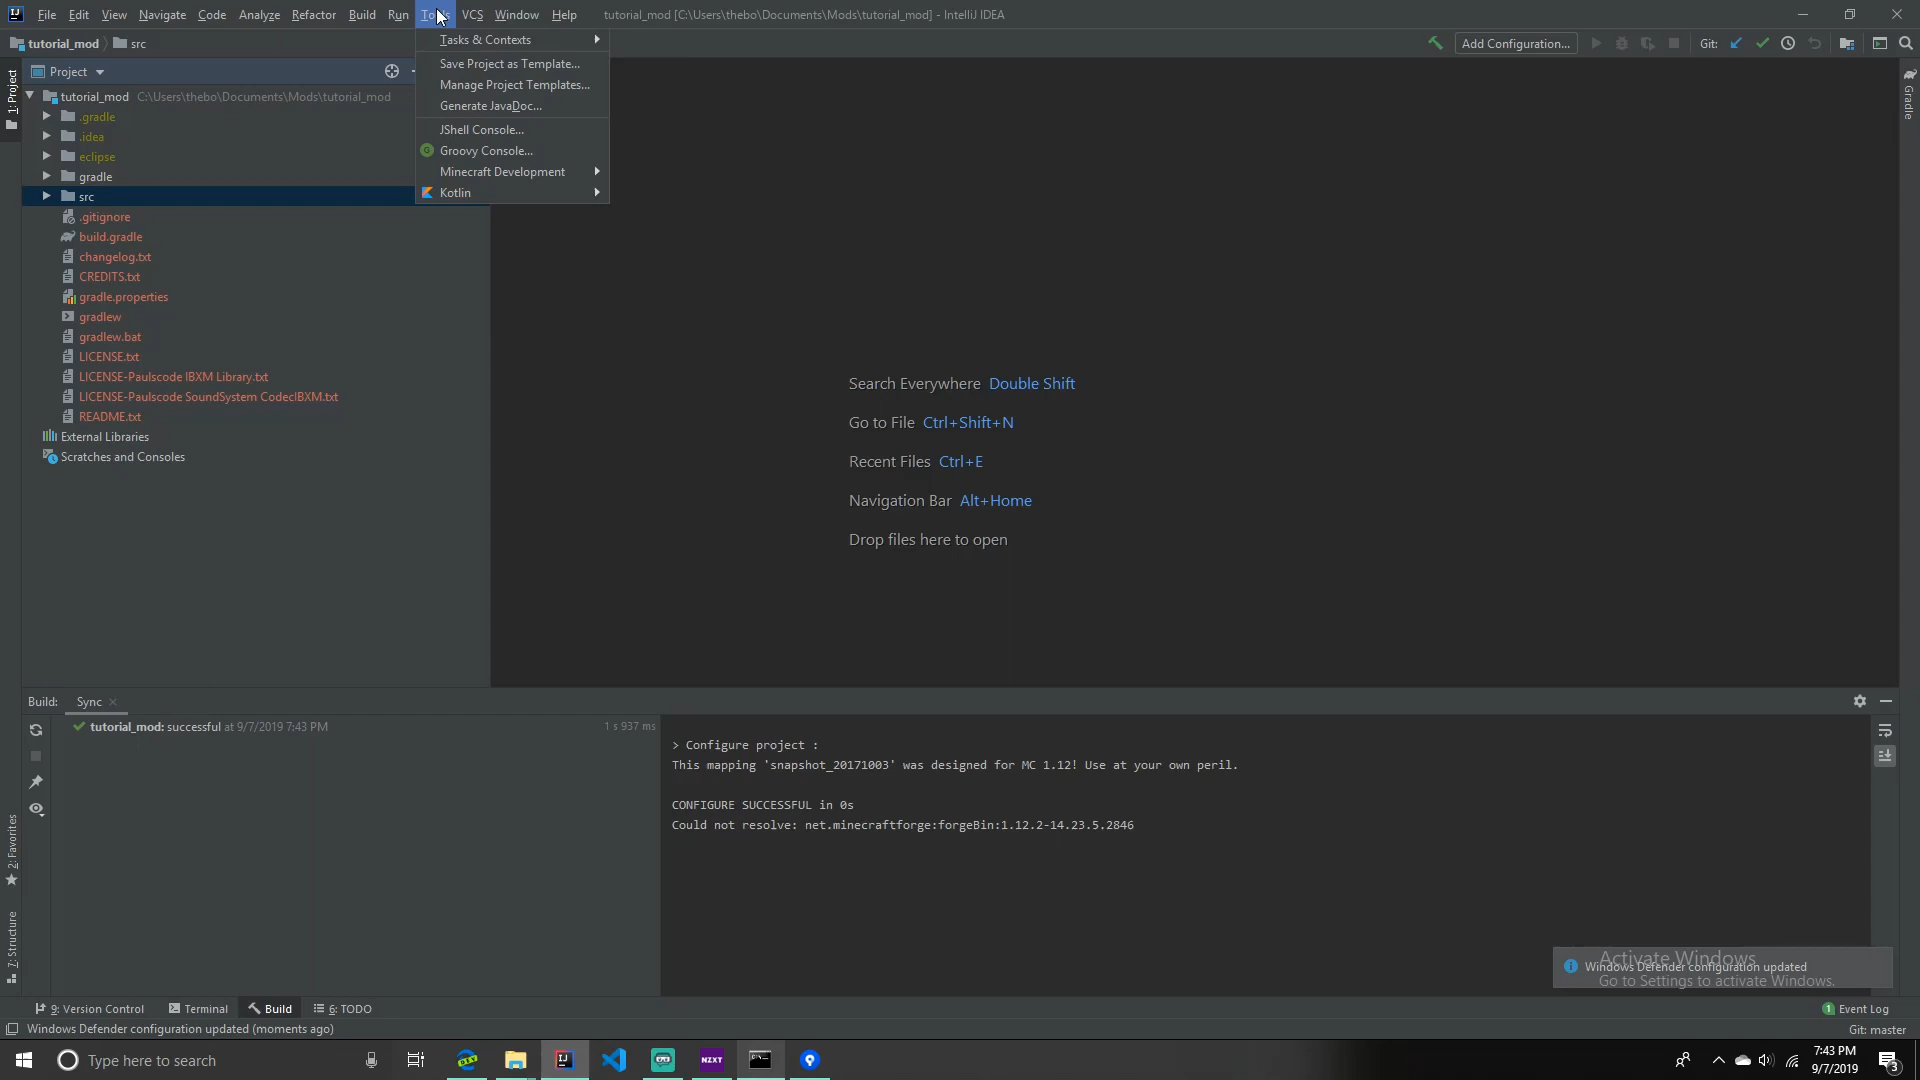 File Edit View Navigate Code Analyze Refactor Build Run Tools VCS Window Help tutorial_mod [C:\Users\thebo\Documents\Mods\tutorial_mod] - IntelliJ IDEA
tutorial_mod src
Add Configuration... Git:
Project
Tasks & Contexts
Save Project as Template...
Manage Project Templates...
Generate JavaDoc...
JShell Console...
Groovy Console...
Minecraft Development
Kotlin
1: Project
Gradle
tutorial_mod C:\Users\thebo\Documents\Mods\tutorial_mod
.gradle
.idea
eclipse
gradle
src
.gitignore
build.gradle
changelog.txt
CREDITS.txt
gradle.properties
gradlew
gradlew.bat
LICENSE.txt
LICENSE-Paulscode IBXM Library.txt
LICENSE-Paulscode SoundSystem CodecIBXM.txt
README.txt
External Libraries
Scratches and Consoles
Search Everywhere Double Shift
Go to File Ctrl+Shift+N
Recent Files Ctrl+E
Navigation Bar Alt+Home
Drop files here to open
Build: Sync
tutorial_mod: successful at 9/7/2019 7:43 PM 1 s 937 ms
> Configure project :
This mapping 'snapshot_20171003' was designed for MC 1.12! Use at your own peril.
CONFIGURE SUCCESSFUL in 0s
Could not resolve: net.minecraftforge:forgeBin:1.12.2-14.23.5.2846
2: Favorites
7: Structure
Activate Windows
Windows Defender configuration updated
Go to Settings to activate Windows.
9: Version Control Terminal Build 6: TODO 1 Event Log
Windows Defender configuration updated (moments ago) Git: master
Type here to search
NZXT
7:43 PM
9/7/2019
3